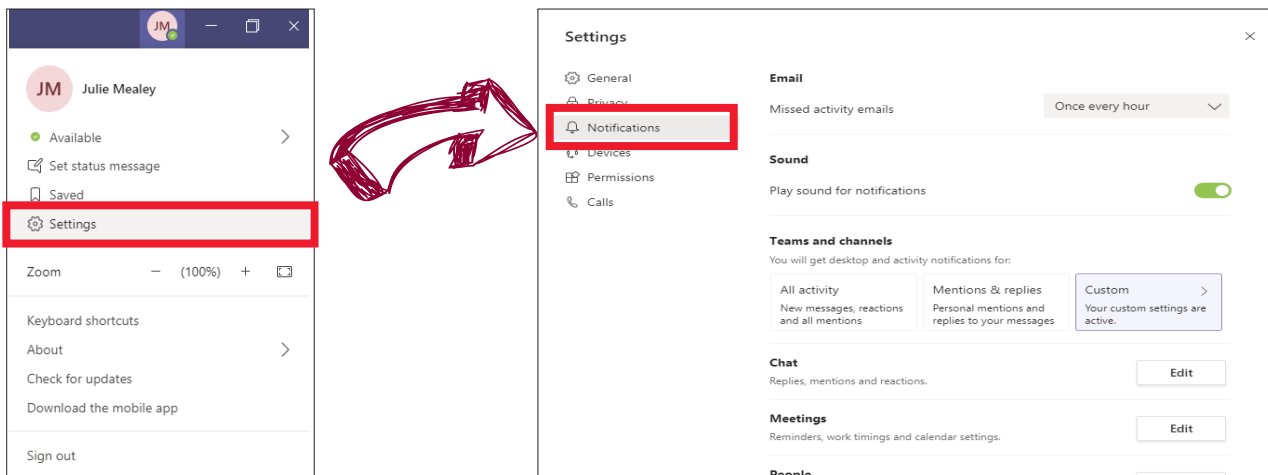 JM
JM
Julie Mealey
Available
Set status message
Saved
Settings
Zoom
(100%)
Keyboard shortcuts
About
Check for updates
Download the mobile app
Sign out
Settings
General
Privacy
Notifications
Devices
Permissions
Calls
Email
Missed activity emails
Once every hour
Sound
Play sound for notifications
Teams and channels
You will get desktop and activity notifications for:
All activity
New messages, reactions
and all mentions
Mentions & replies
Personal mentions and
replies to your messages
Custom
Your custom settings are
active.
Chat
Replies, mentions and reactions.
Edit
Meetings
Reminders, work timings and calendar settings.
Edit
People